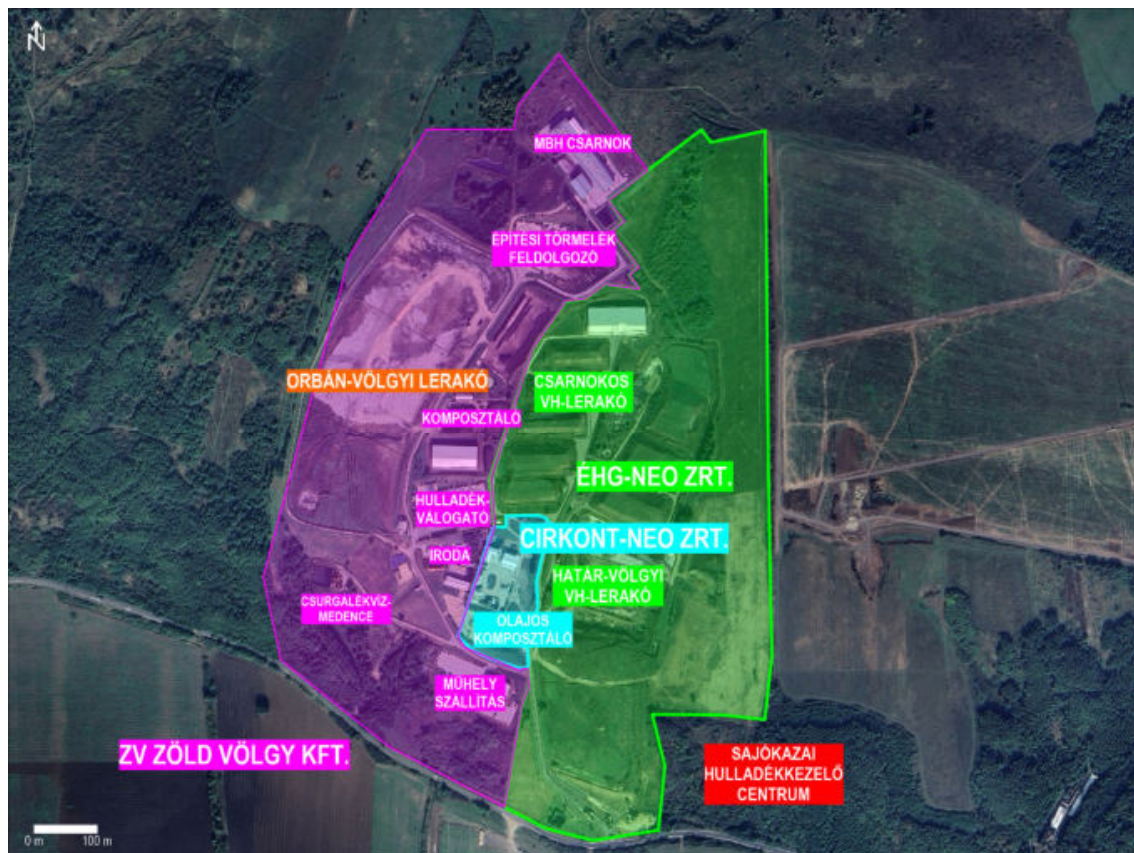 N
MBH CSARNOK
ÉPÍTÉSI TÖRMELÉK
FELDOLGOZÓ
ORBÁN-VÖLGYI LERAKÓ
CSARNOKOS
VH-LERAKÓ
KOMPOSZTÁLÓ
ÉHG-NEO ZRT.
HULLADÉK-
VÁLOGATÓ
CIRKONT-NEO ZRT.
IRODA
HATÁR-VÖLGYI
VH-LERAKÓ
CSURGALÉKVÍZ-
MEDENCE
OLAJOS
KOMPOSZTÁLÓ
MŰHELY
SZÁLLÍTÁS
ZV ZÖLD VÖLGY KFT.
SAJÓKAZAI
HULLADÉKKEZELŐ
CENTRUM
0 m 100 m